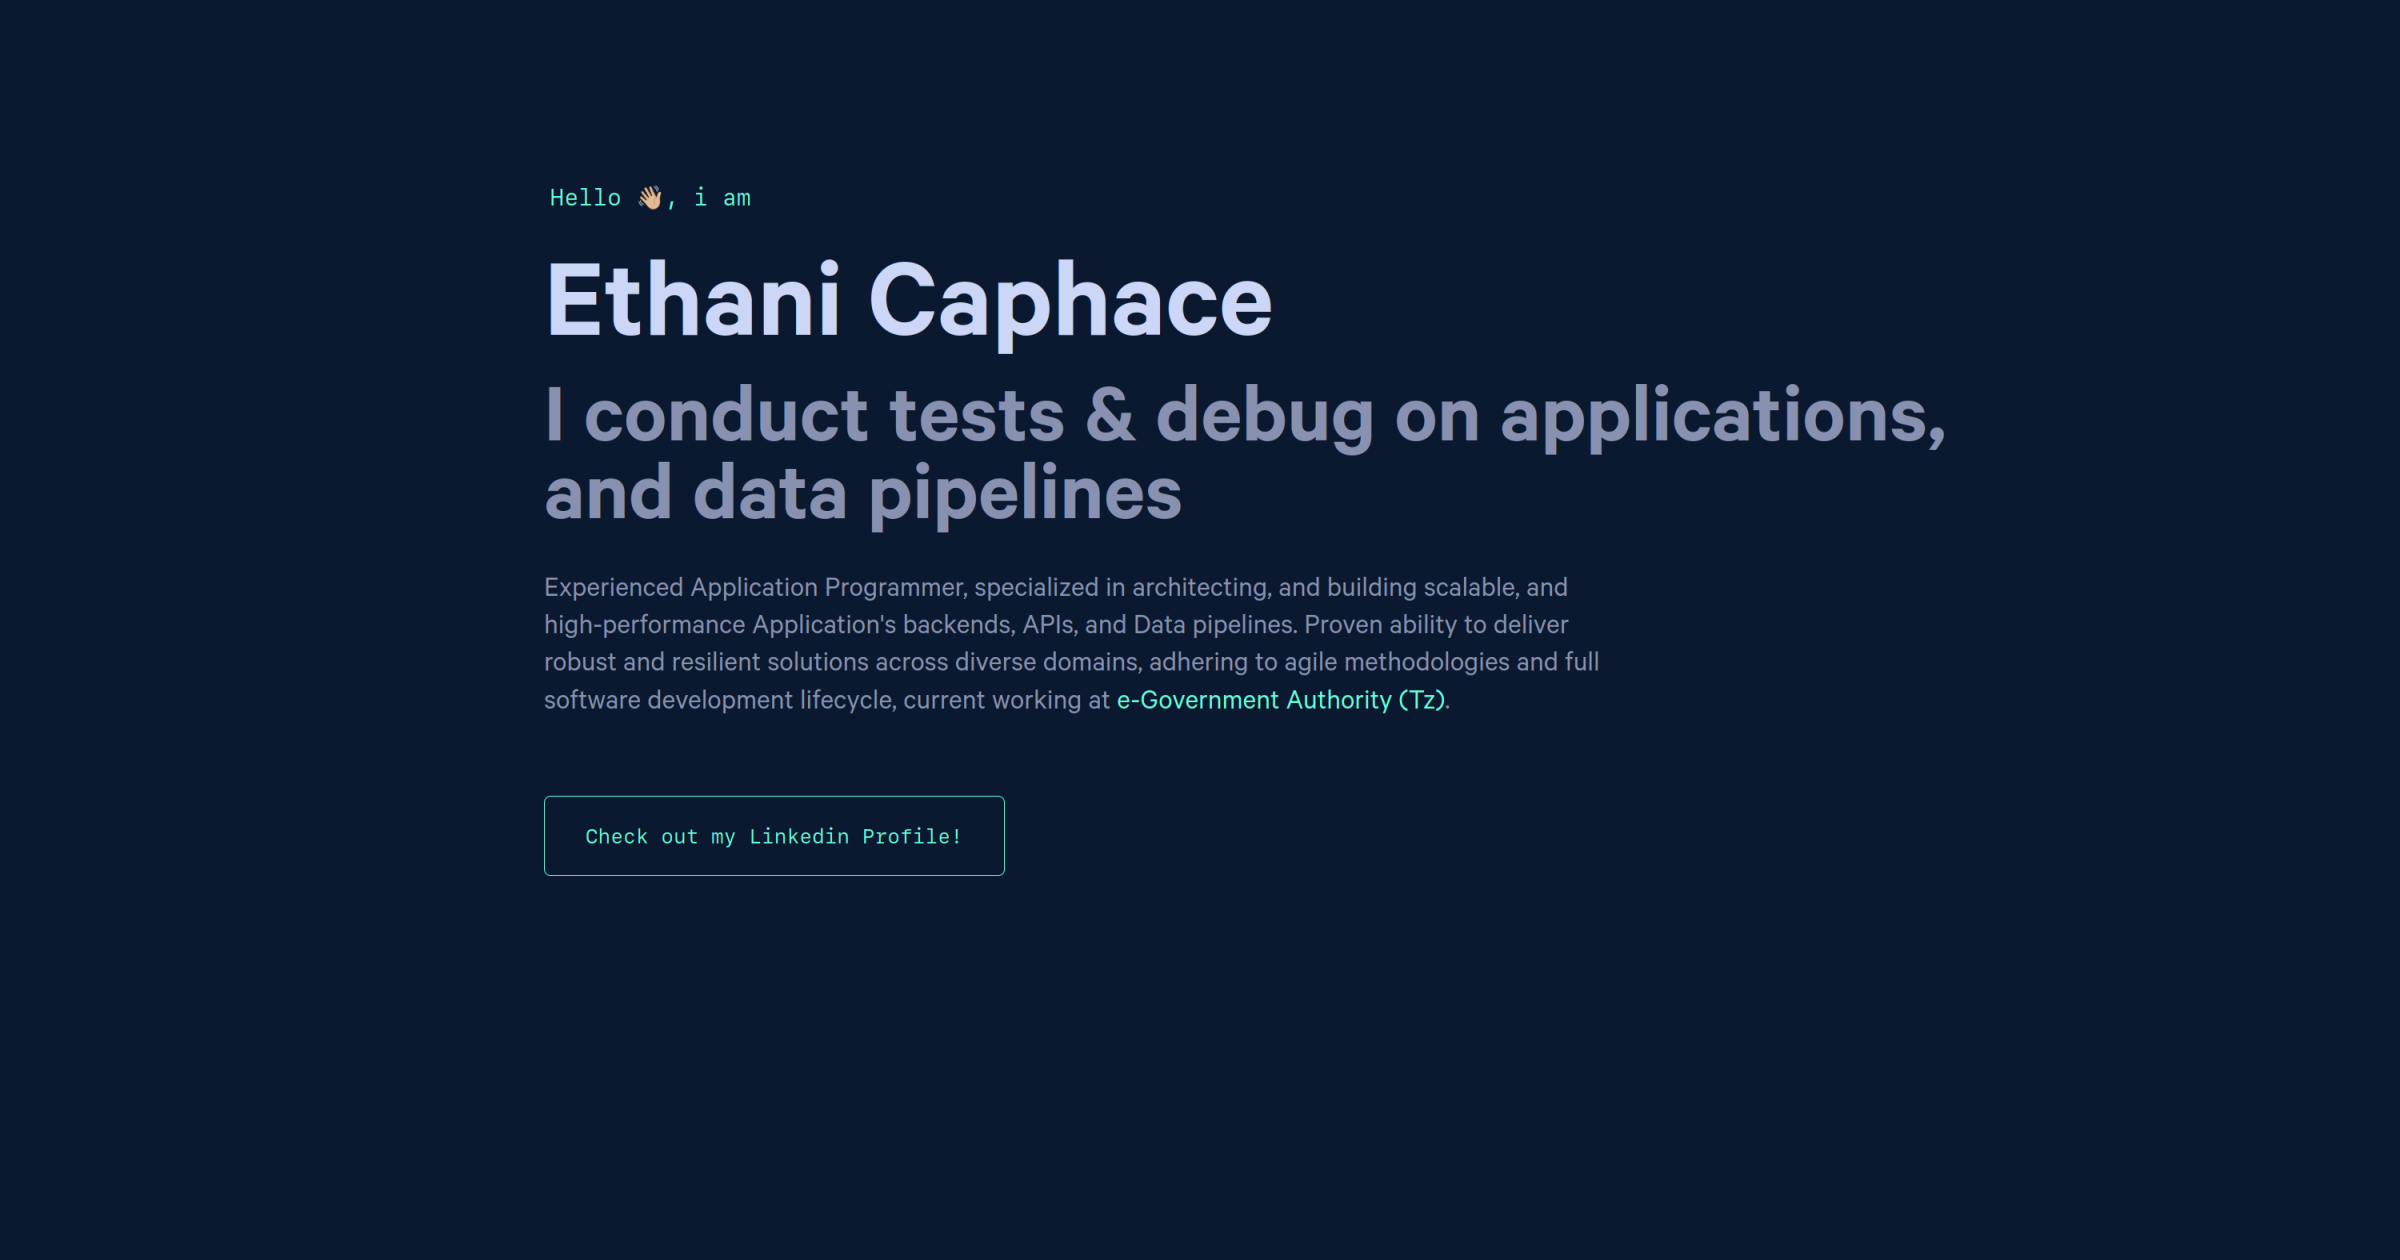 Hello 👋🏼, i am
Ethani Caphace
I conduct tests & debug on applications,
and data pipelines
Experienced Application Programmer, specialized in architecting, and building scalable, and
high-performance Application's backends, APIs, and Data pipelines. Proven ability to deliver
robust and resilient solutions across diverse domains, adhering to agile methodologies and full
software development lifecycle, current working at e-Government Authority (Tz).
Check out my Linkedin Profile!